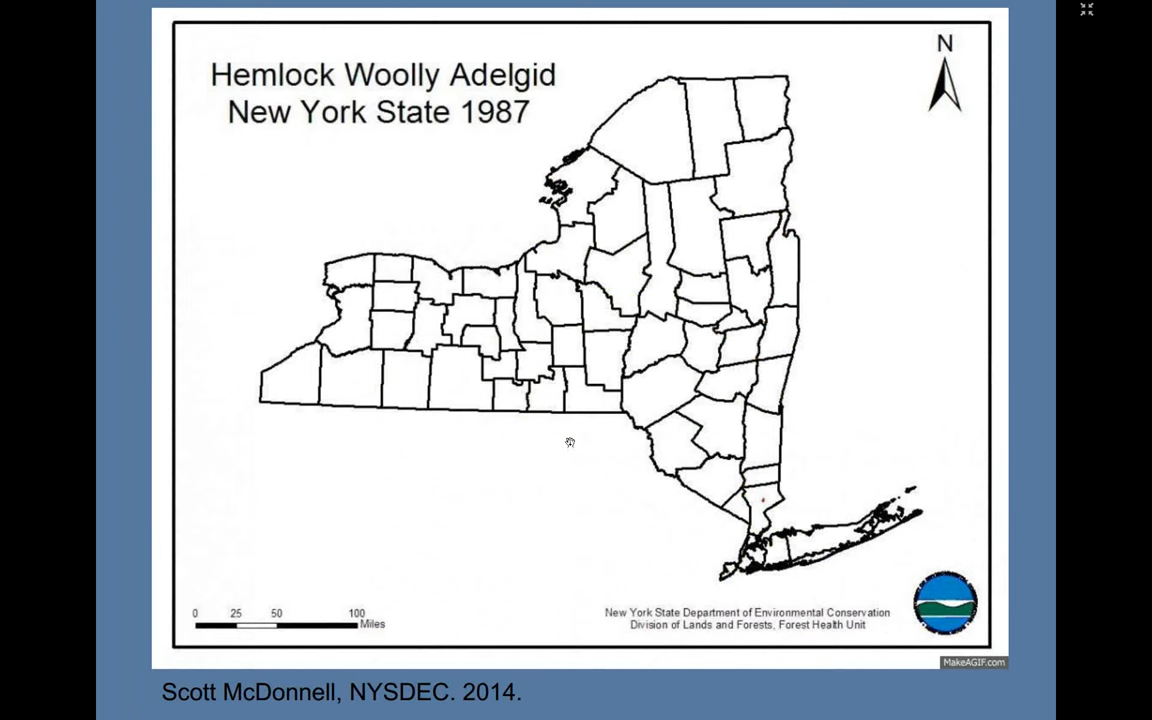 Hemlock Woolly Adelgid
New York State 1987
N
0 25 50 100
Miles
New York State Department of Environmental Conservation
Division of Lands and Forests, Forest Health Unit
MakeAGIF.com
Scott McDonnell, NYSDEC. 2014.